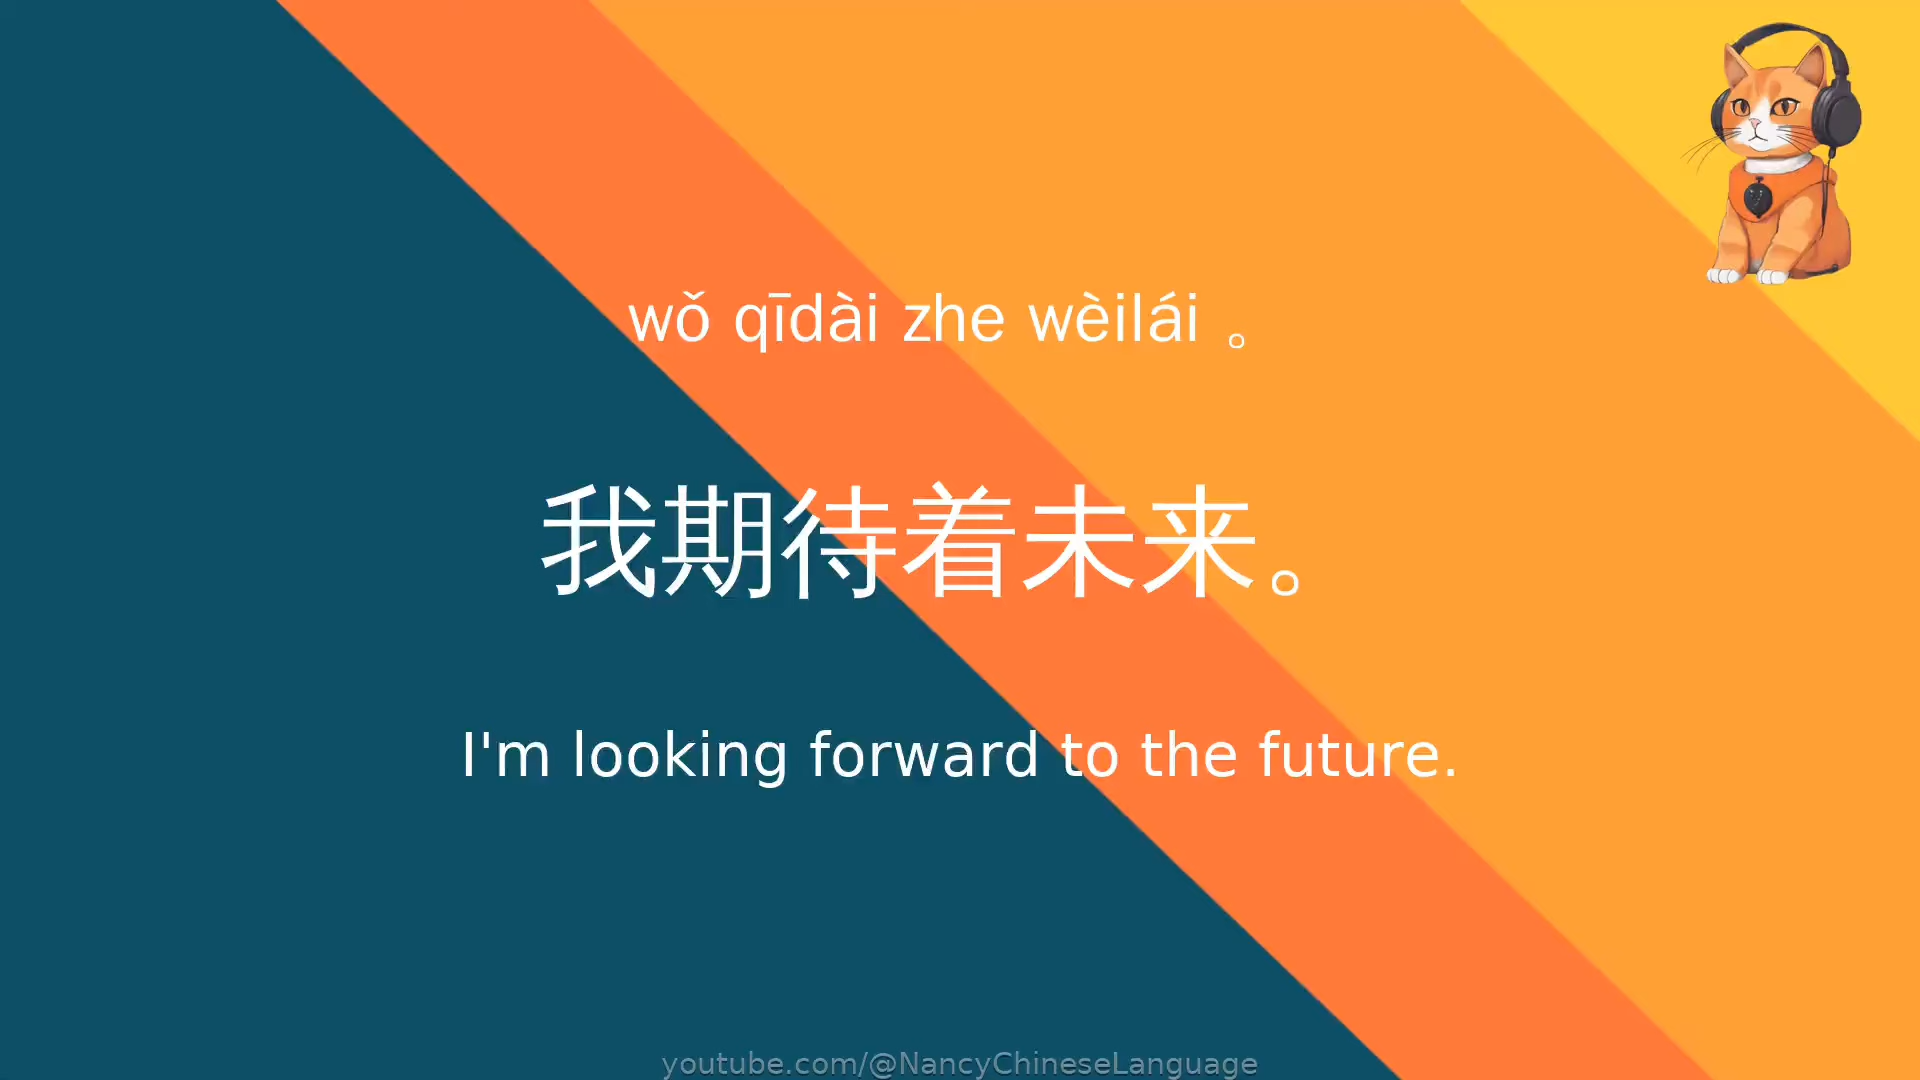 wǒ qīdài zhe wèilái 。
我期待着未来。
I'm looking forward to the future.
youtube.com/@NancyChineseLanguage